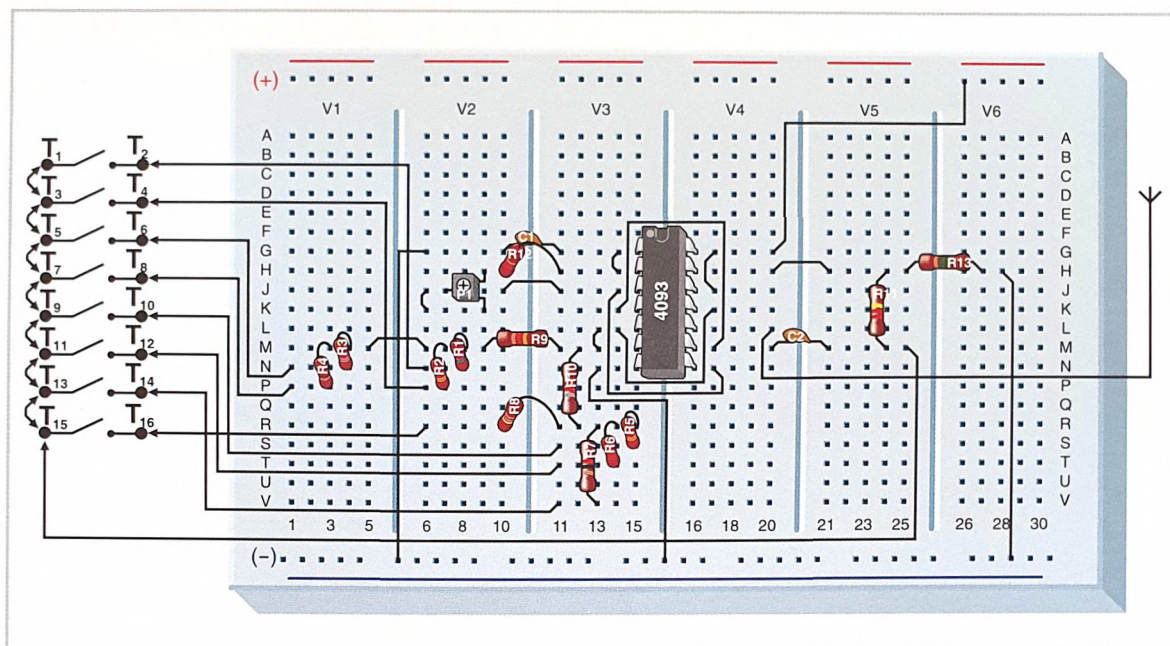 (+)
V1 V2 V3 V4 V5 V6
A A
B B
C C
D D
E E
F F
G G
H H
J J
K K
L L
M M
N N
P P
Q Q
R R
S S
T T
U U
V V
1 3 5 6 8 10 11 13 15 16 18 20 21 23 25 26 28 30
(−)
T1 T2
T3 T4
T5 T6
T7 T8
T9 T10
T11 T12
T13 T14
T15 T16
C1
R12
P1
4093
R13
C2
R9
R3
R4
R1
R2
R10
R8
R7
R6
R5